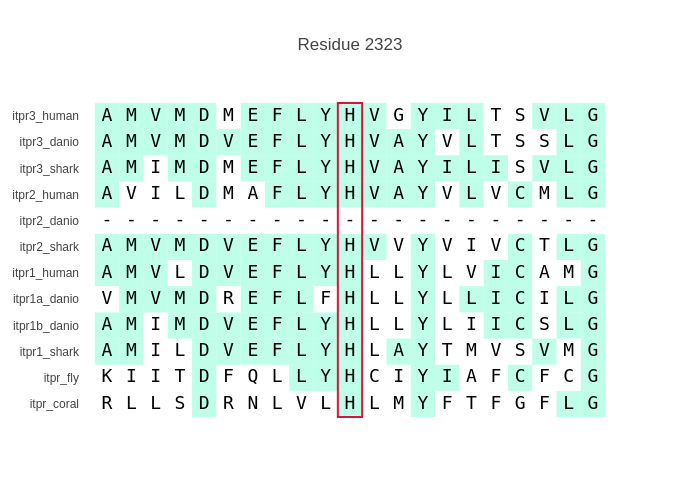 Residue 2323
itpr3_human A M V M D M E F L Y H V G Y I L T S V L G
itpr3_danio A M V M D V E F L Y H V A Y V L T S S L G
itpr3_shark A M I M D M E F L Y H V A Y I L I S V L G
itpr2_human A V I L D M A F L Y H V A Y V L V C M L G
itpr2_danio - - - - - - - - - - - - - - - - - - - - -
itpr2_shark A M V M D V E F L Y H V V Y V I V C T L G
itpr1_human A M V L D V E F L Y H L L Y L V I C A M G
itpr1a_danio V M V M D R E F L F H L L Y L L I C I L G
itpr1b_danio A M I M D V E F L Y H L L Y L I I C S L G
itpr1_shark A M I L D V E F L Y H L A Y T M V S V M G
itpr_fly K I I T D F Q L L Y H C I Y I A F C F C G
itpr_coral R L L S D R N L V L H L M Y F T F G F L G